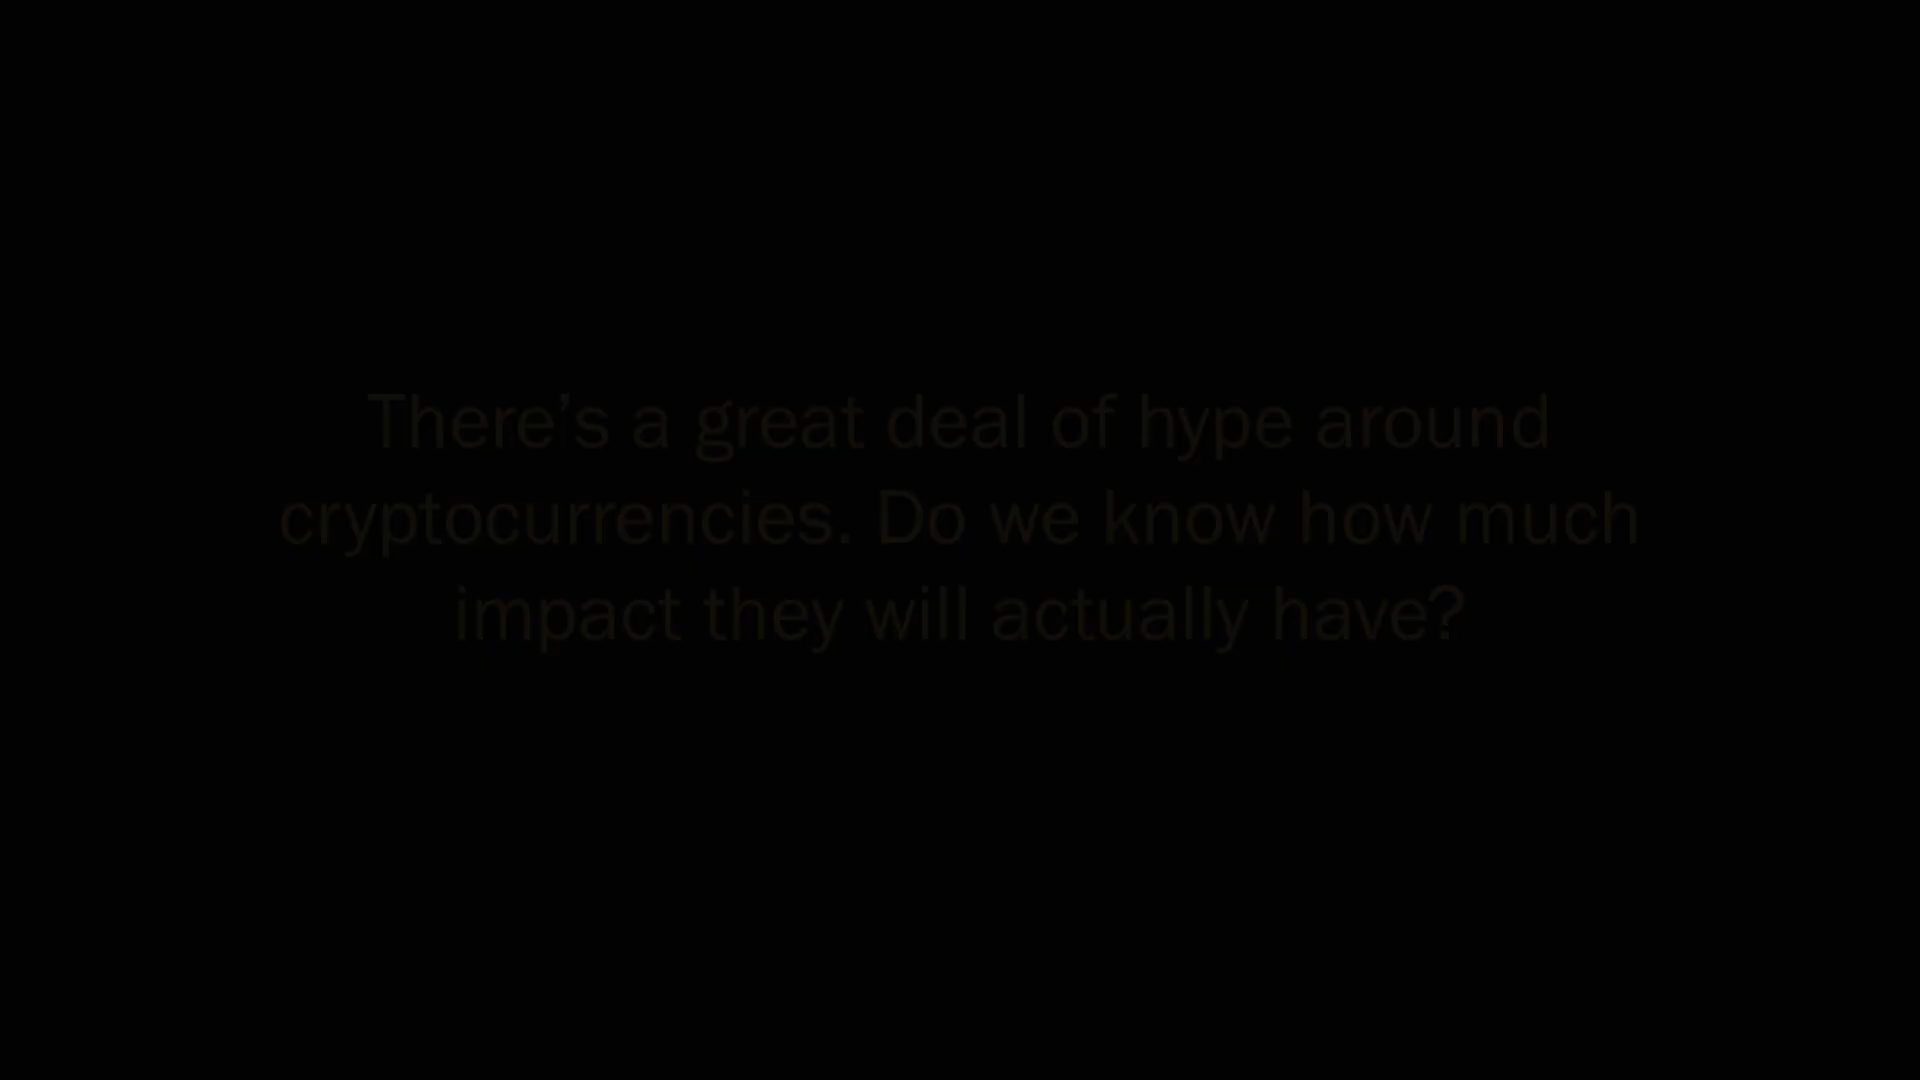 There’s a great deal of hype around
cryptocurrencies. Do we know how much
impact they will actually have?